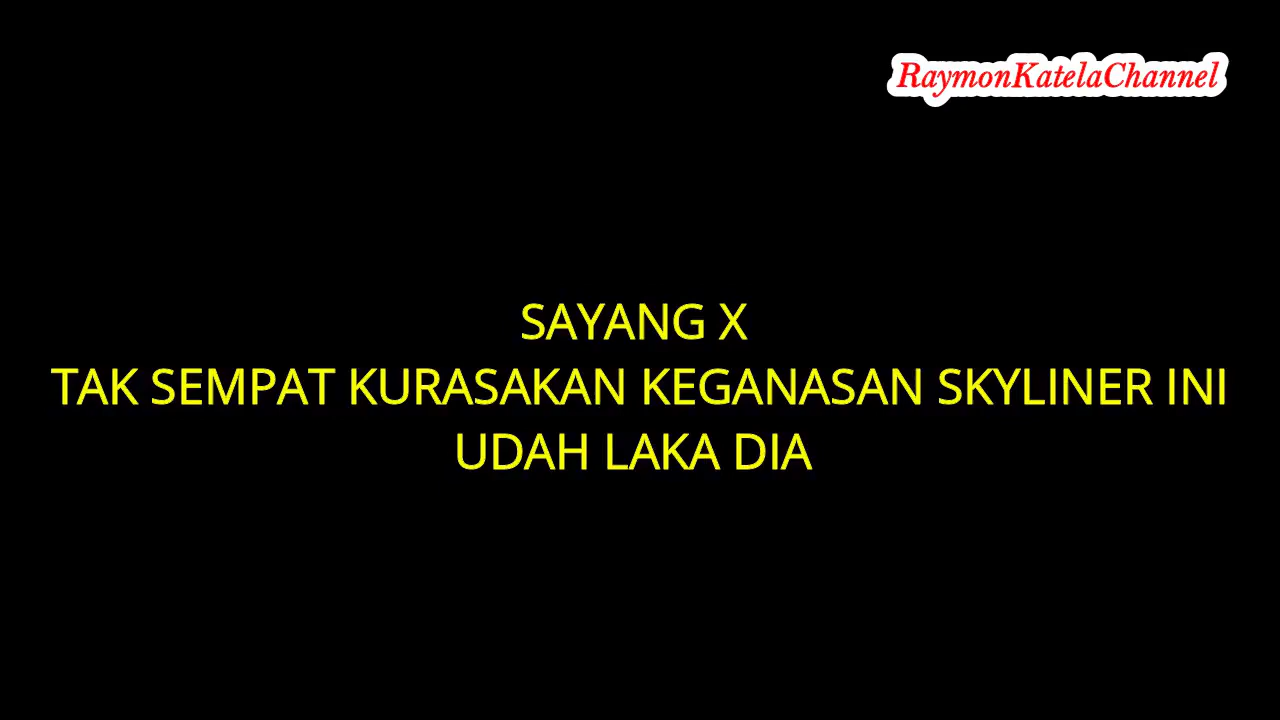 RaymonKatelaChannel
SAYANG X
TAK SEMPAT KURASAKAN KEGANASAN SKYLINER INI
UDAH LAKA DIA